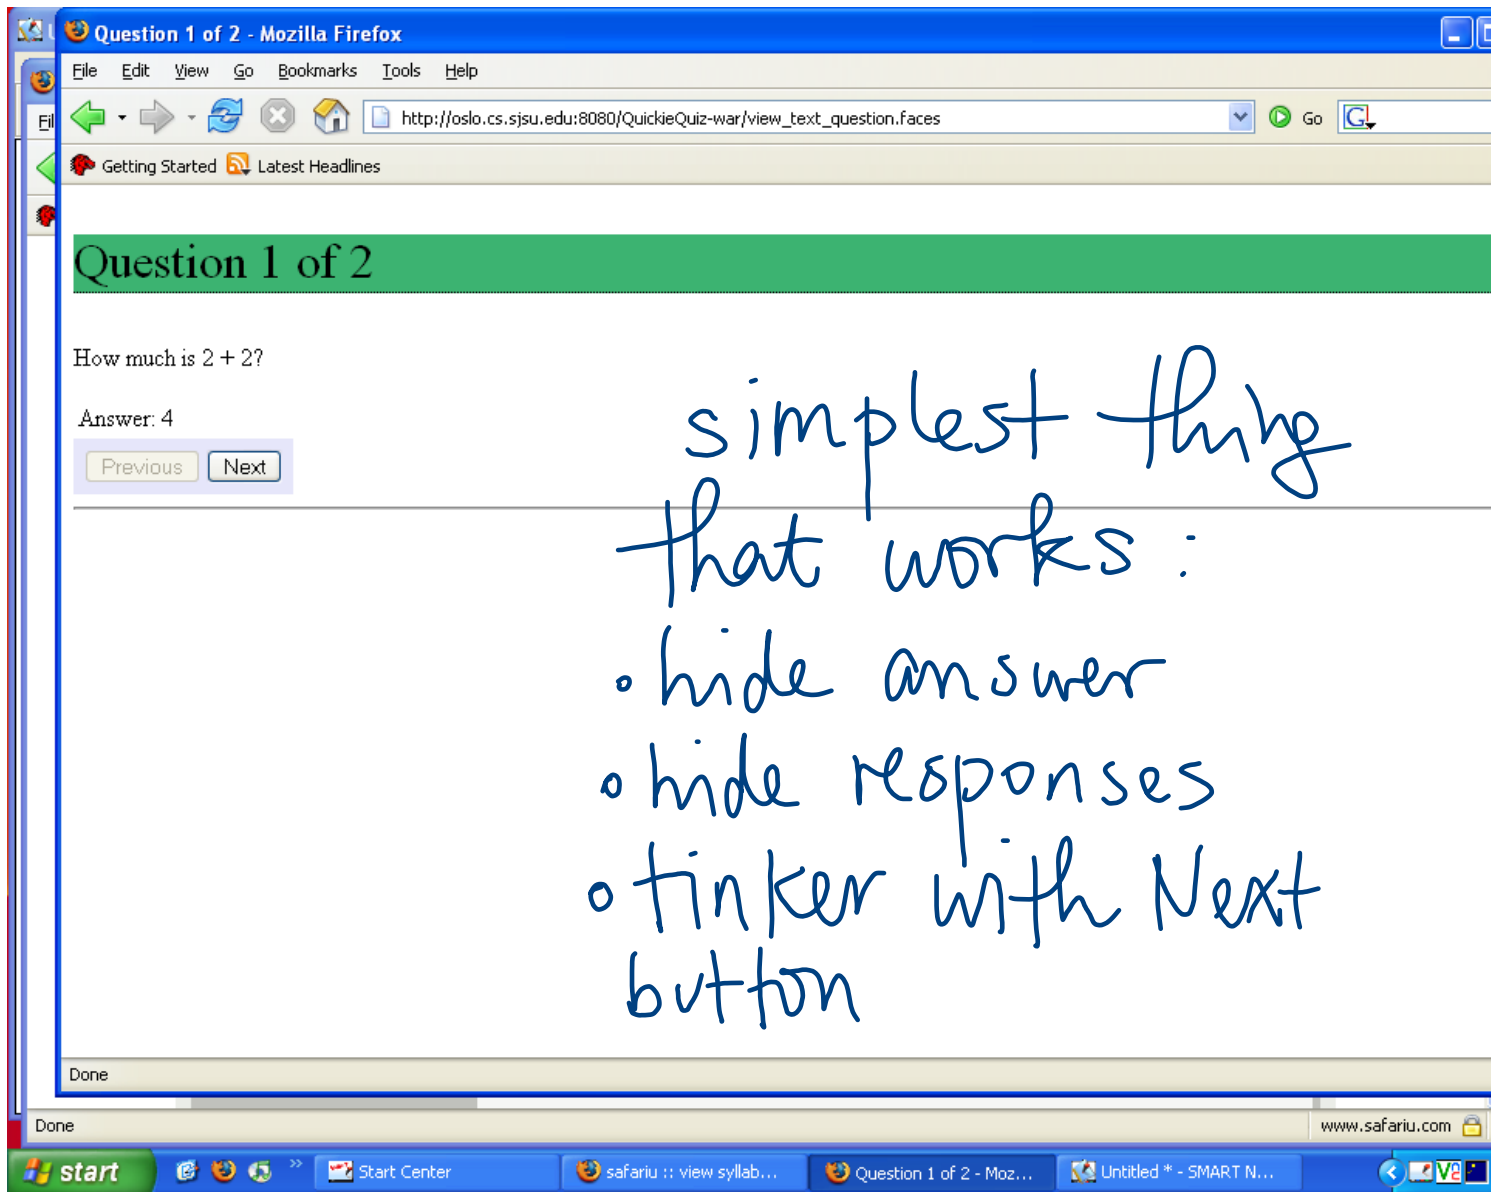 Question 1 of 2 - Mozilla Firefox
File Edit View Go Bookmarks Tools Help
http://oslo.cs.sjsu.edu:8080/QuickieQuiz-war/view_text_question.faces Go G
Getting Started Latest Headlines
Question 1 of 2
How much is 2 + 2?
Answer: 4
Previous Next
simplest thing
that works:
• hide answer
• hide responses
• tinker with Next
button
Done
Done www.safariu.com
start » Start Center safariu :: view syllab... Question 1 of 2 - Moz... Untitled * - SMART N...